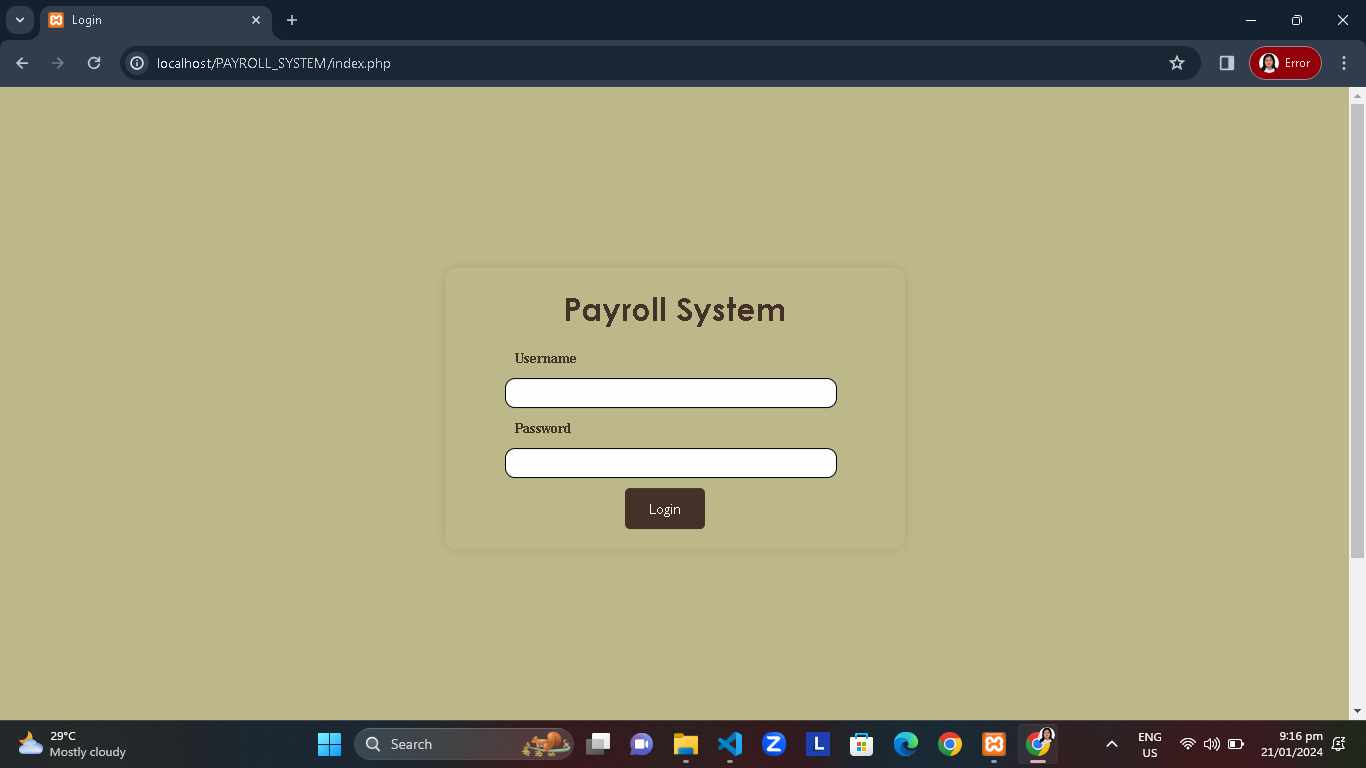 Login
localhost/PAYROLL_SYSTEM/index.php
Error
Payroll System
Username
Password
Login
29°C
Mostly cloudy
Search
L
ENG
US
9:16 pm
21/01/2024